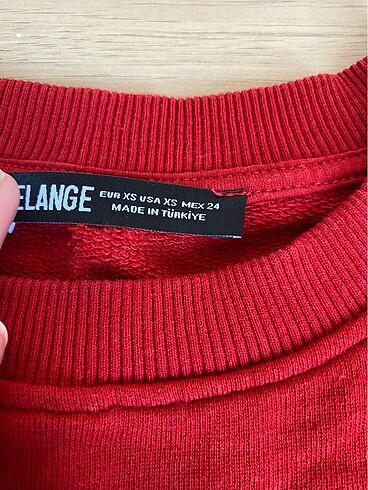 ELANGE
EUR XS USA XS MEX 24
MADE IN TÜRKİYE